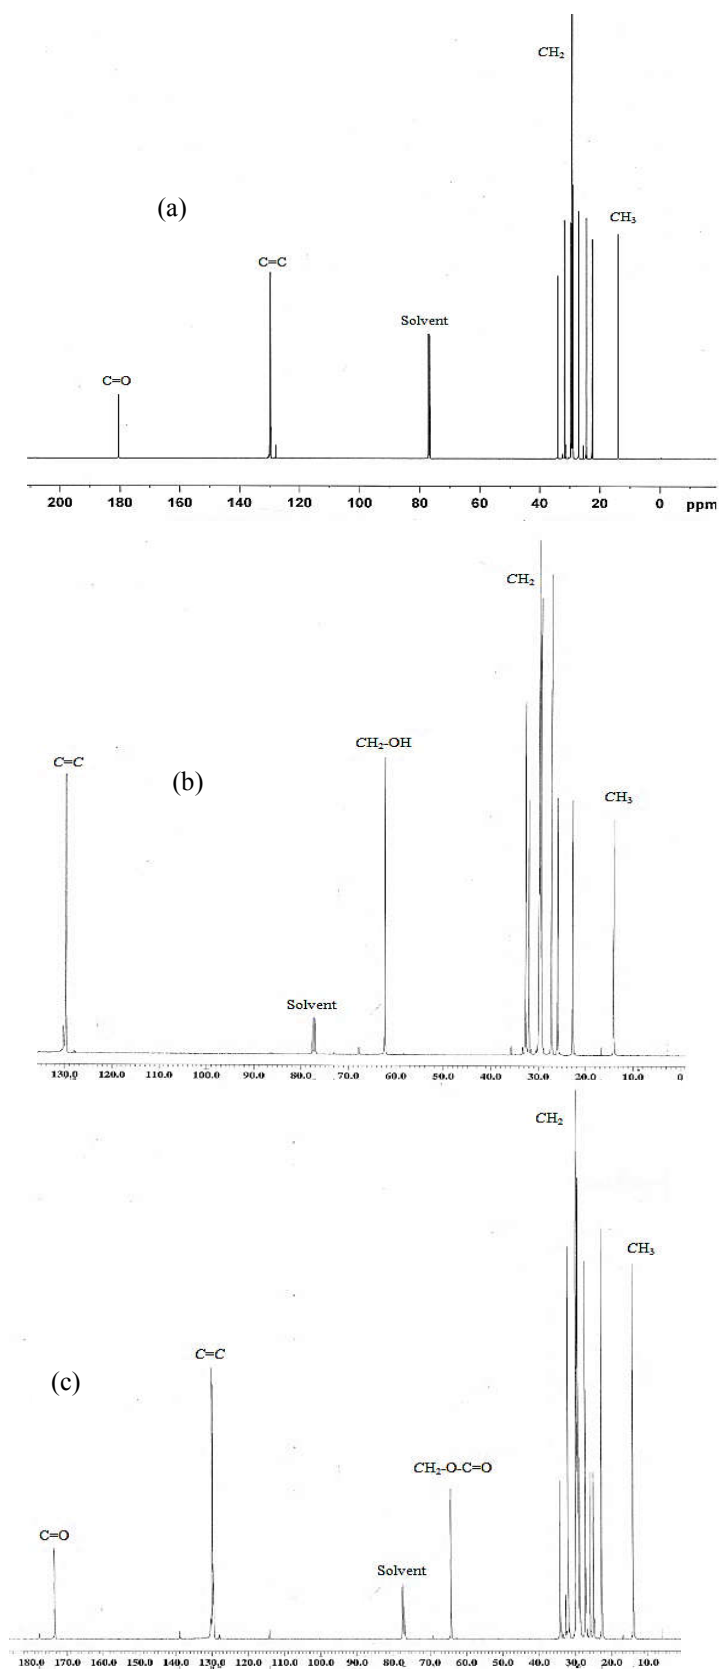 CH₂
(a)
CH₃
C=C
Solvent
C=O
200 180 160 140 120 100 80 60 40 20 0 ppm
CH₂
CH₂-OH
C=C
(b)
CH₃
Solvent
130.0 120.0 110.0 100.0 90.0 80.0 70.0 60.0 50.0 40.0 30.0 20.0 10.0 0
CH₂
CH₃
C=C
(c)
CH₂-O-C=O
C=O
Solvent
180.0 170.0 160.0 150.0 140.0 130.0 120.0 110.0 100.0 90.0 80.0 70.0 60.0 50.0 40.0 30.0 20.0 10.0